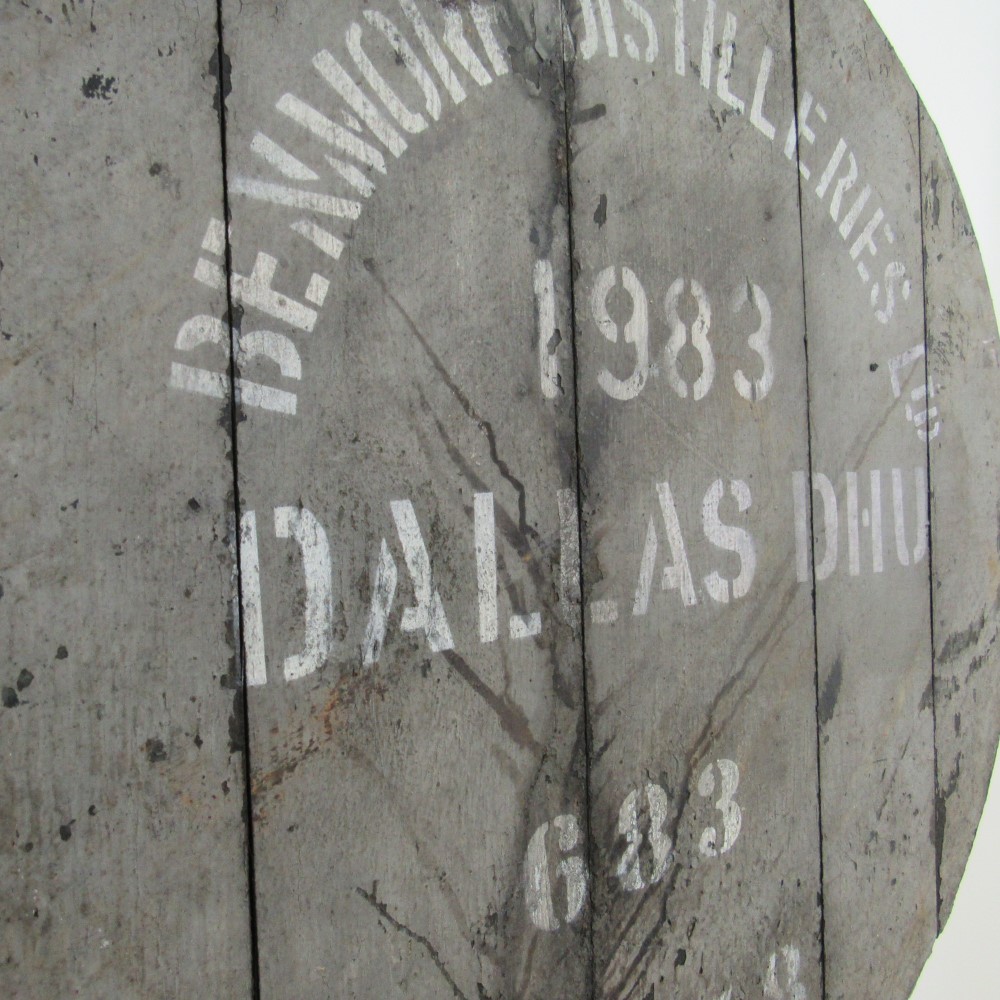 BENMORE DISTILLERIES LTD
1983
DALLAS DHU
683